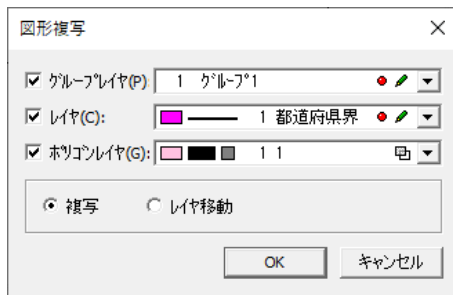 図形複写
グループレイヤ(P) 1 グループ1
レイヤ(C): 1 都道府県界
ポリゴンレイヤ(G): 1 1
複写 レイヤ移動
OK キャンセル